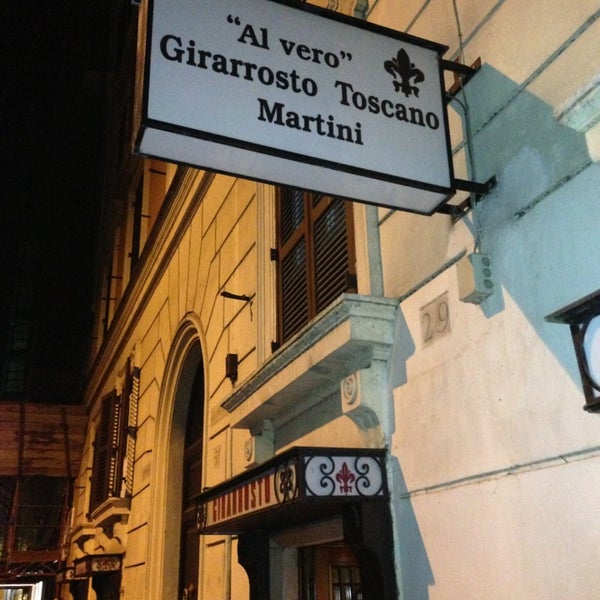 "Al vero"
Girarrosto Toscano
Martini
29
GIRARROSTO